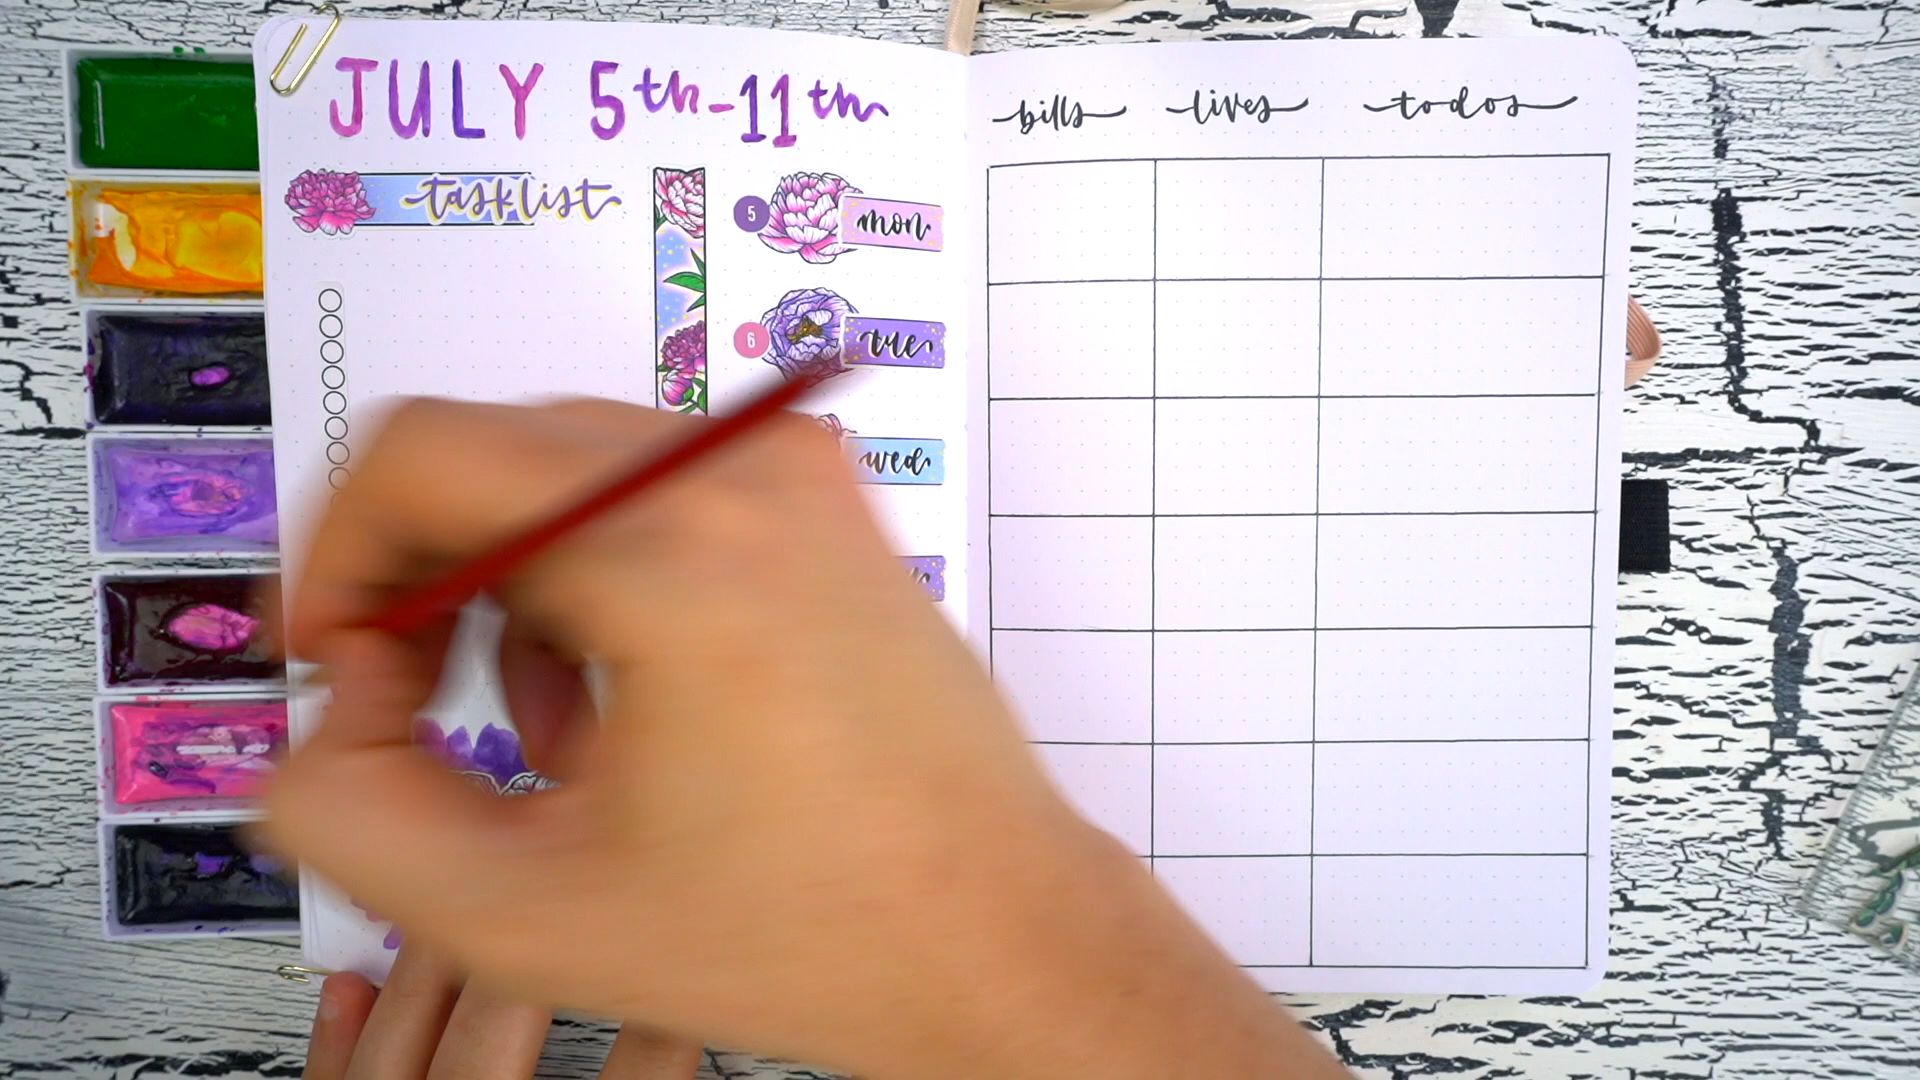 JULY 5th-11th
bills lives todos
tasklist
5 mon
6 tue
wed